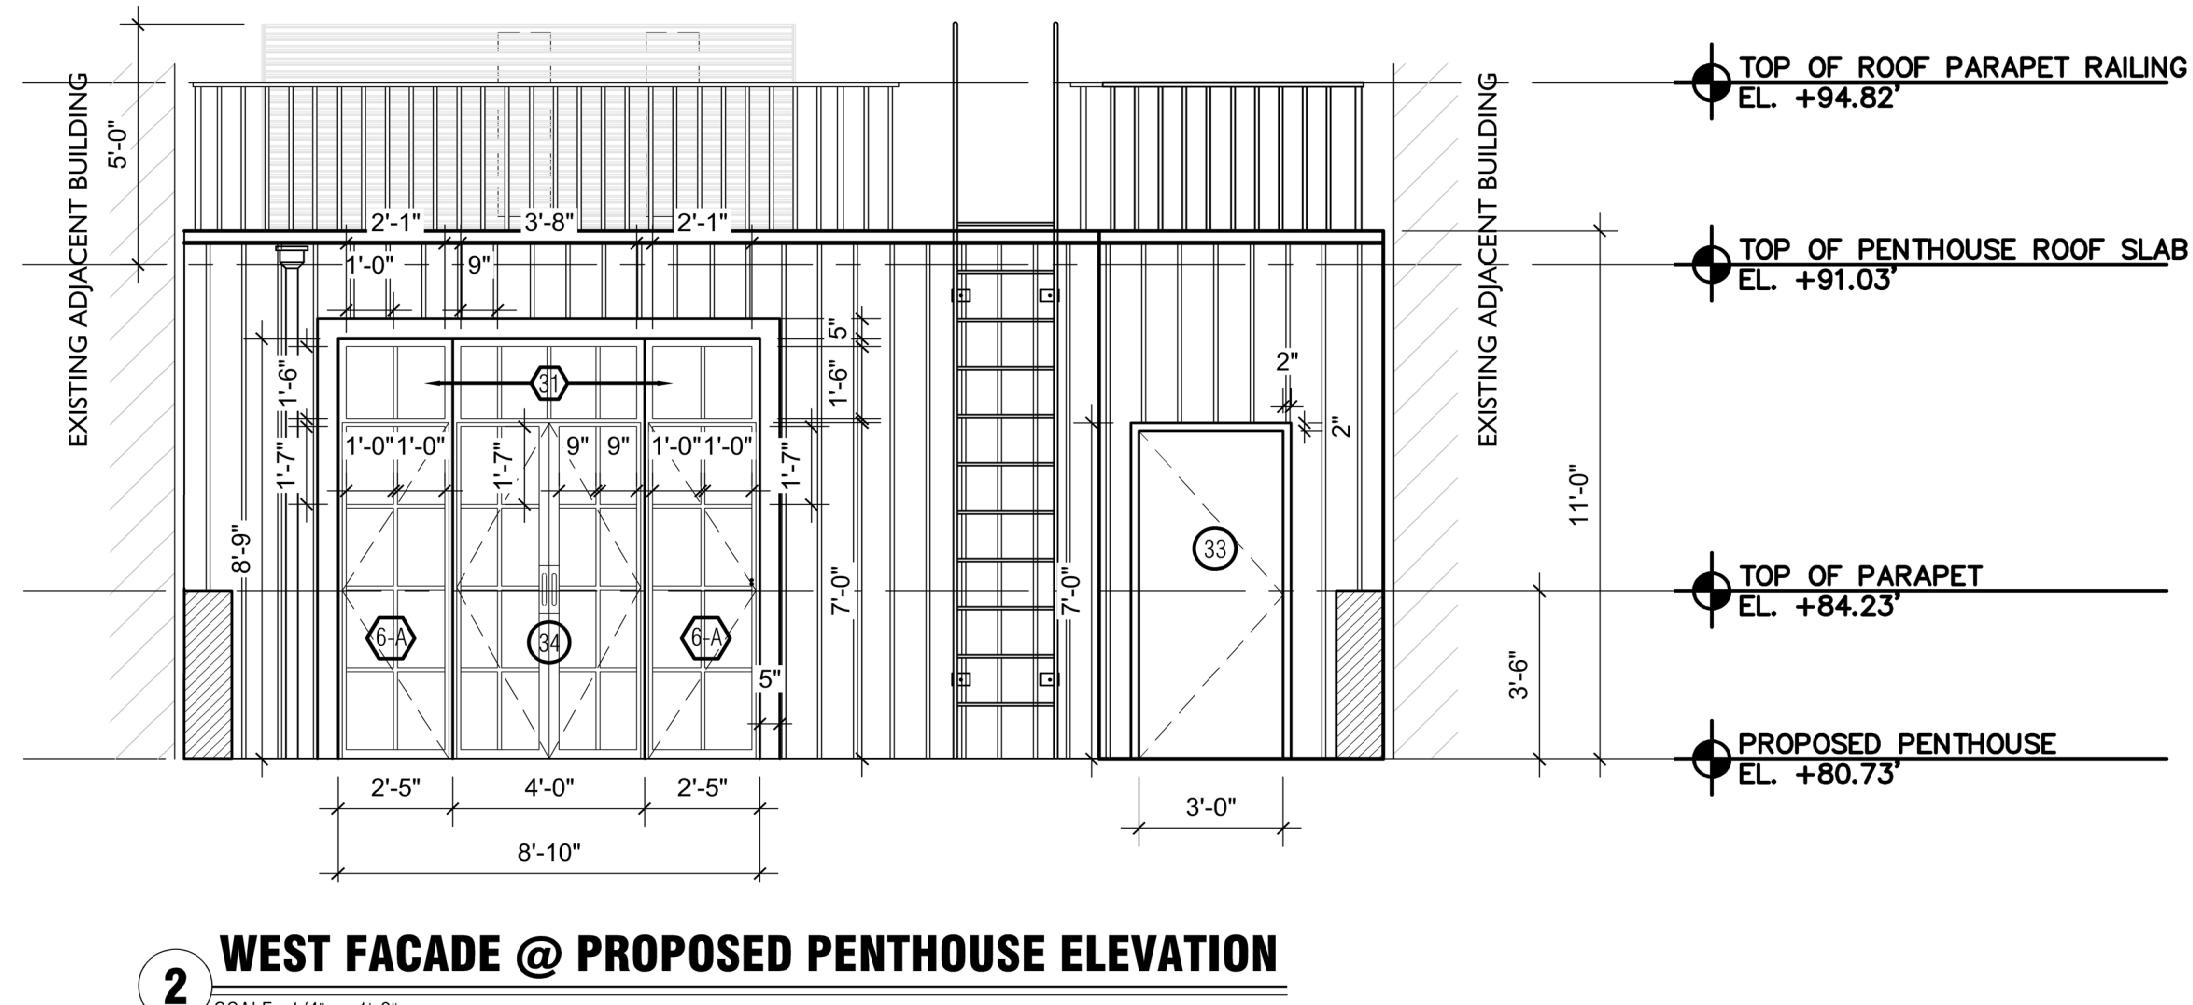 TOP OF ROOF PARAPET RAILING
EL. +94.82'
EXISTING ADJACENT BUILDING
5'-0"
EXISTING ADJACENT BUILDING
2'-1" 3'-8" 2'-1"
TOP OF PENTHOUSE ROOF SLAB
EL. +91.03'
1'-0" 9"
5"
1'-6" 31 1'-6" 2"
2"
1'-0" 1'-0" 9" 9" 1'-0" 1'-0"
1'-7" 1'-7" 1'-7"
11'-0"
8'-9" 33
7'-0" 7'-0"
TOP OF PARAPET
EL. +84.23'
6-A 34 6-A
5" 3'-6"
PROPOSED PENTHOUSE
EL. +80.73'
2'-5" 4'-0" 2'-5"
3'-0"
8'-10"
2 WEST FACADE @ PROPOSED PENTHOUSE ELEVATION